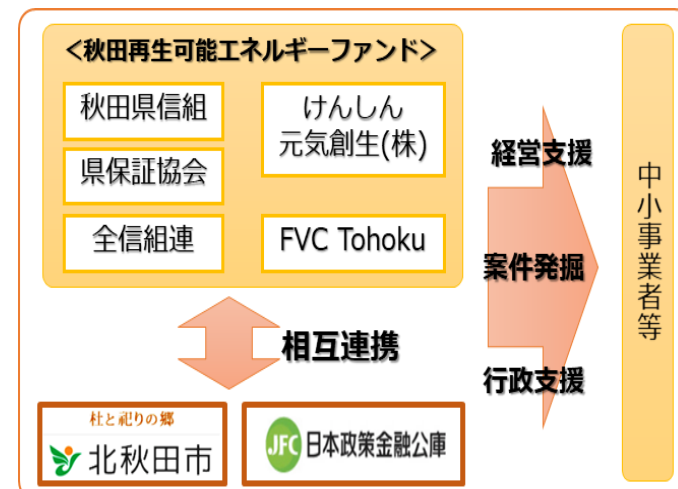 <秋田再生可能エネルギーファンド>
秋田県信組
けんしん
元気創生(株)
県保証協会
全信組連
FVC Tohoku
経営支援
案件発掘
行政支援
中小事業者等
相互連携
杜と祀りの郷
北秋田市
JFC 日本政策金融公庫